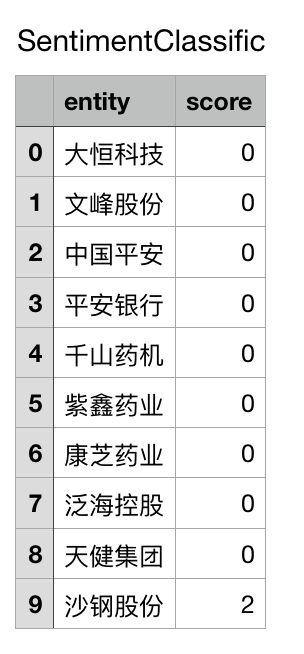 SentimentClassific
entity score
0 大恒科技 0
1 文峰股份 0
2 中国平安 0
3 平安银行 0
4 千山药机 0
5 紫鑫药业 0
6 康芝药业 0
7 泛海控股 0
8 天健集团 0
9 沙钢股份 2